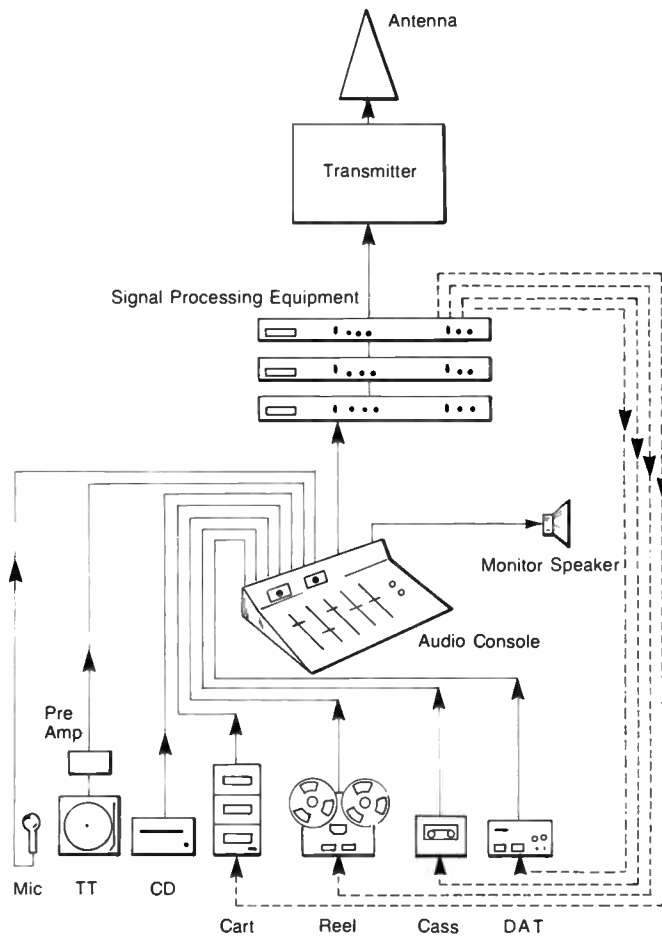 Antenna
Transmitter
Signal Processing Equipment
Monitor Speaker
Audio Console
Pre
Amp
Mic TT CD
Cart Reel Cass DAT